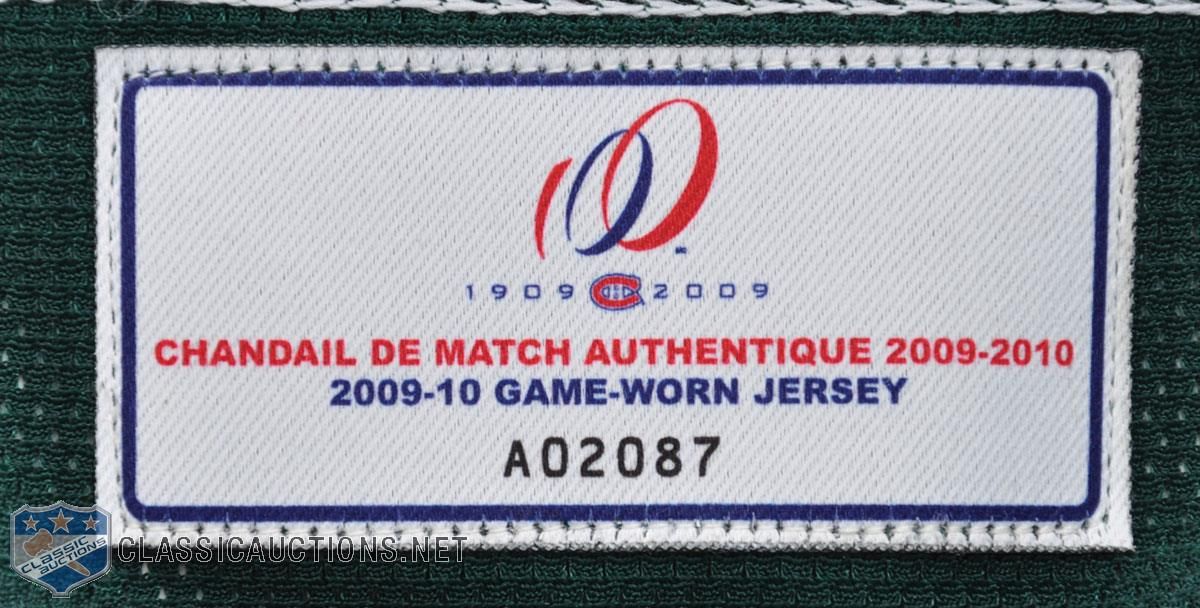 100
1909 CH 2009
CHANDAIL DE MATCH AUTHENTIQUE 2009-2010
2009-10 GAME-WORN JERSEY
A02087
CLASSIC AUCTIONS
CLASSICAUCTIONS.NET